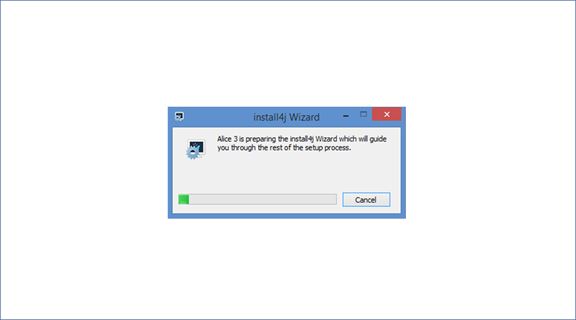 install4j Wizard
Alice 3 is preparing the install4j Wizard which will guide
you through the rest of the setup process.
Cancel